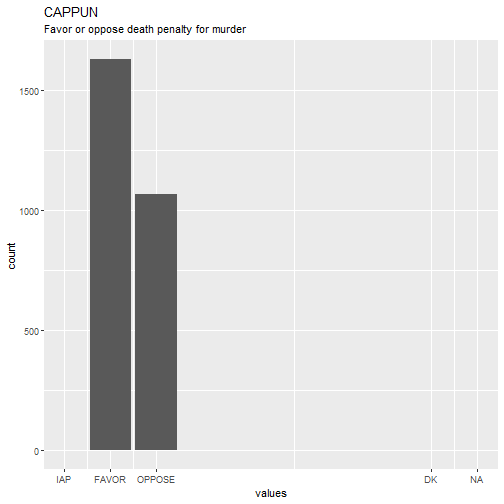 CAPPUN
Favor or oppose death penalty for murder
1500
1000
500
0
count
IAP FAVOR OPPOSE DK NA
values